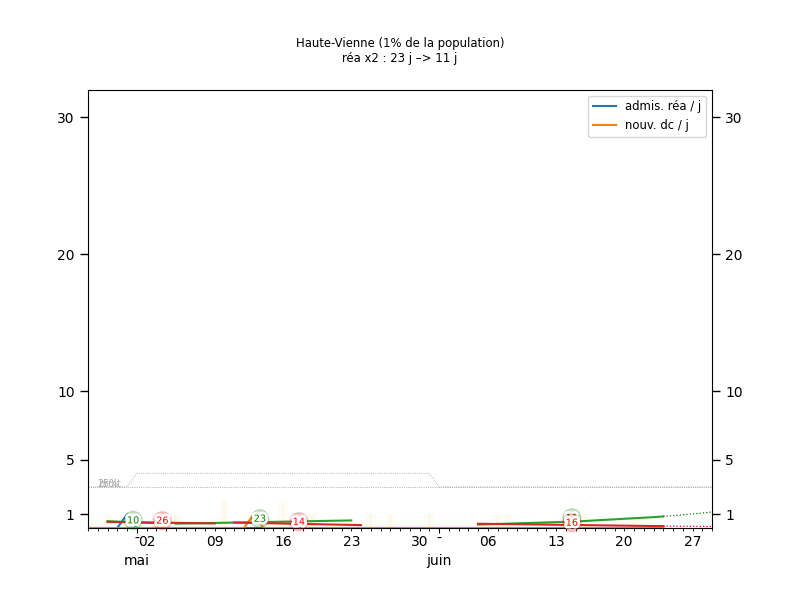 Haute-Vienne (1% de la population)
réa x2 : 23 j –> 11 j
admis. réa / j
nouv. dc / j
30 30
20 20
10 10
5 5
1 1
10 26 23 14 16
02 09 16 23 30 06 13 20 27
mai juin